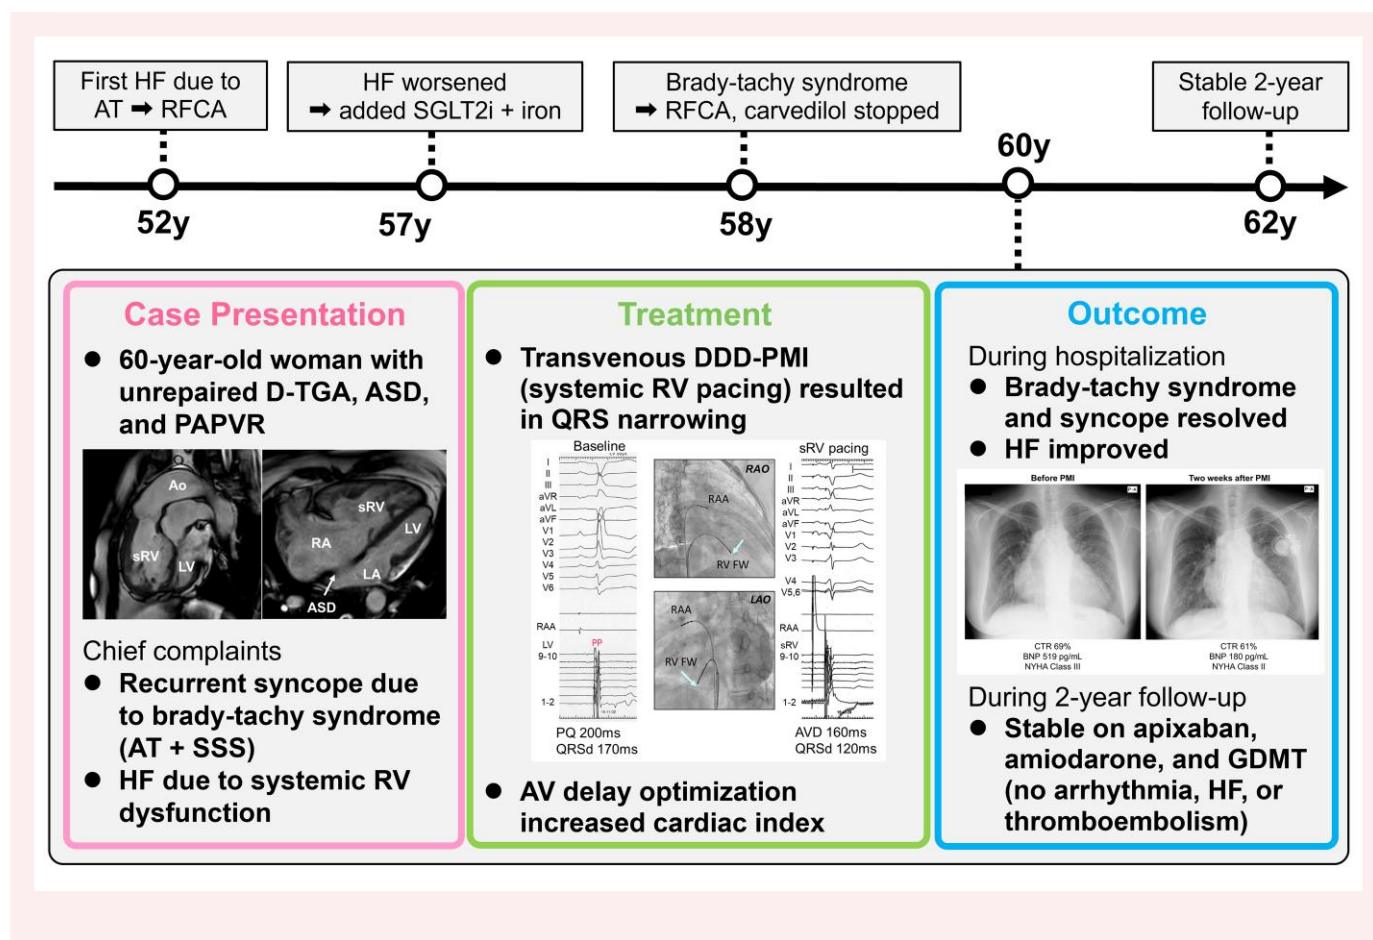 First HF due to
AT ➡ RFCA
HF worsened
➡ added SGLT2i + iron
Brady-tachy syndrome
➡ RFCA, carvedilol stopped
Stable 2-year
follow-up
52y
57y
58y
60y
62y
Case Presentation
● 60-year-old woman with
unrepaired D-TGA, ASD,
and PAPVR
Ao
sRV
LV
sRV
LV
RA
LA
ASD
Chief complaints
● Recurrent syncope due
to brady-tachy syndrome
(AT + SSS)
● HF due to systemic RV
dysfunction
Treatment
● Transvenous DDD-PMI
(systemic RV pacing) resulted
in QRS narrowing
Baseline
I
II
III
aVR
aVL
aVF
V1
V2
V3
V4
V5
V6
RAA
LV
9-10
PP
1-2
PQ 200ms
QRSd 170ms
RAO
RAA
RV FW
LAO
RAA
RV FW
sRV pacing
I
II
III
aVR
aVL
aVF
V1
V2
V3
V4
V5,6
RAA
sRV
9-10
1-2
AVD 160ms
QRSd 120ms
● AV delay optimization
increased cardiac index
Outcome
During hospitalization
● Brady-tachy syndrome
and syncope resolved
● HF improved
Before PMI
P-A
CTR 69%
BNP 519 pg/mL
NYHA Class III
Two weeks after PMI
P-A
CTR 61%
BNP 180 pg/mL
NYHA Class II
During 2-year follow-up
● Stable on apixaban,
amiodarone, and GDMT
(no arrhythmia, HF, or
thromboembolism)